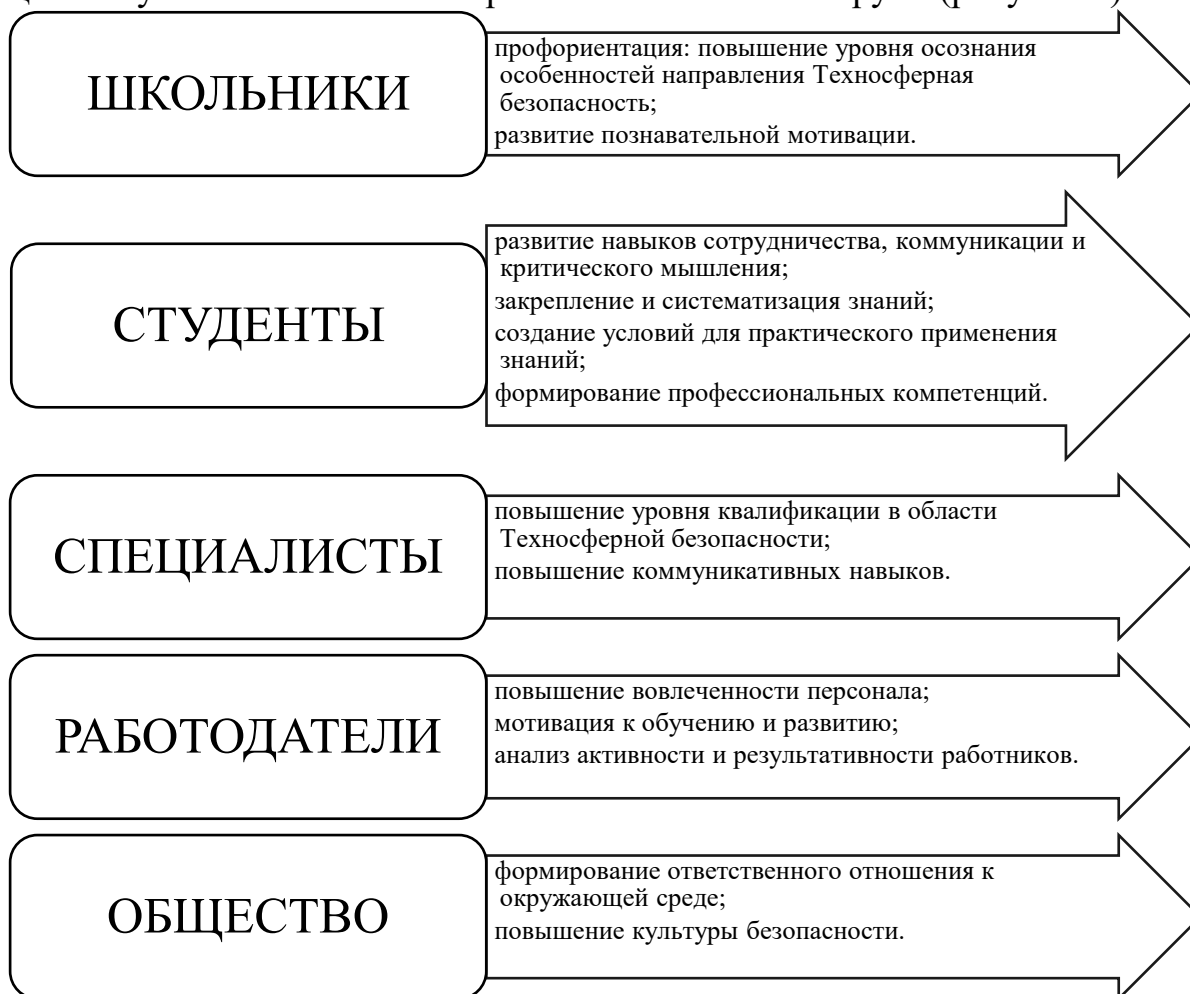 ШКОЛЬНИКИ
профориентация: повышение уровня осознания
особенностей направления Техносферная
безопасность;
развитие познавательной мотивации.
СТУДЕНТЫ
развитие навыков сотрудничества, коммуникации и
критического мышления;
закрепление и систематизация знаний;
создание условий для практического применения
знаний;
формирование профессиональных компетенций.
СПЕЦИАЛИСТЫ
повышение уровня квалификации в области
Техносферной безопасности;
повышение коммуникативных навыков.
РАБОТОДАТЕЛИ
повышение вовлеченности персонала;
мотивация к обучению и развитию;
анализ активности и результативности работников.
ОБЩЕСТВО
формирование ответственного отношения к
окружающей среде;
повышение культуры безопасности.